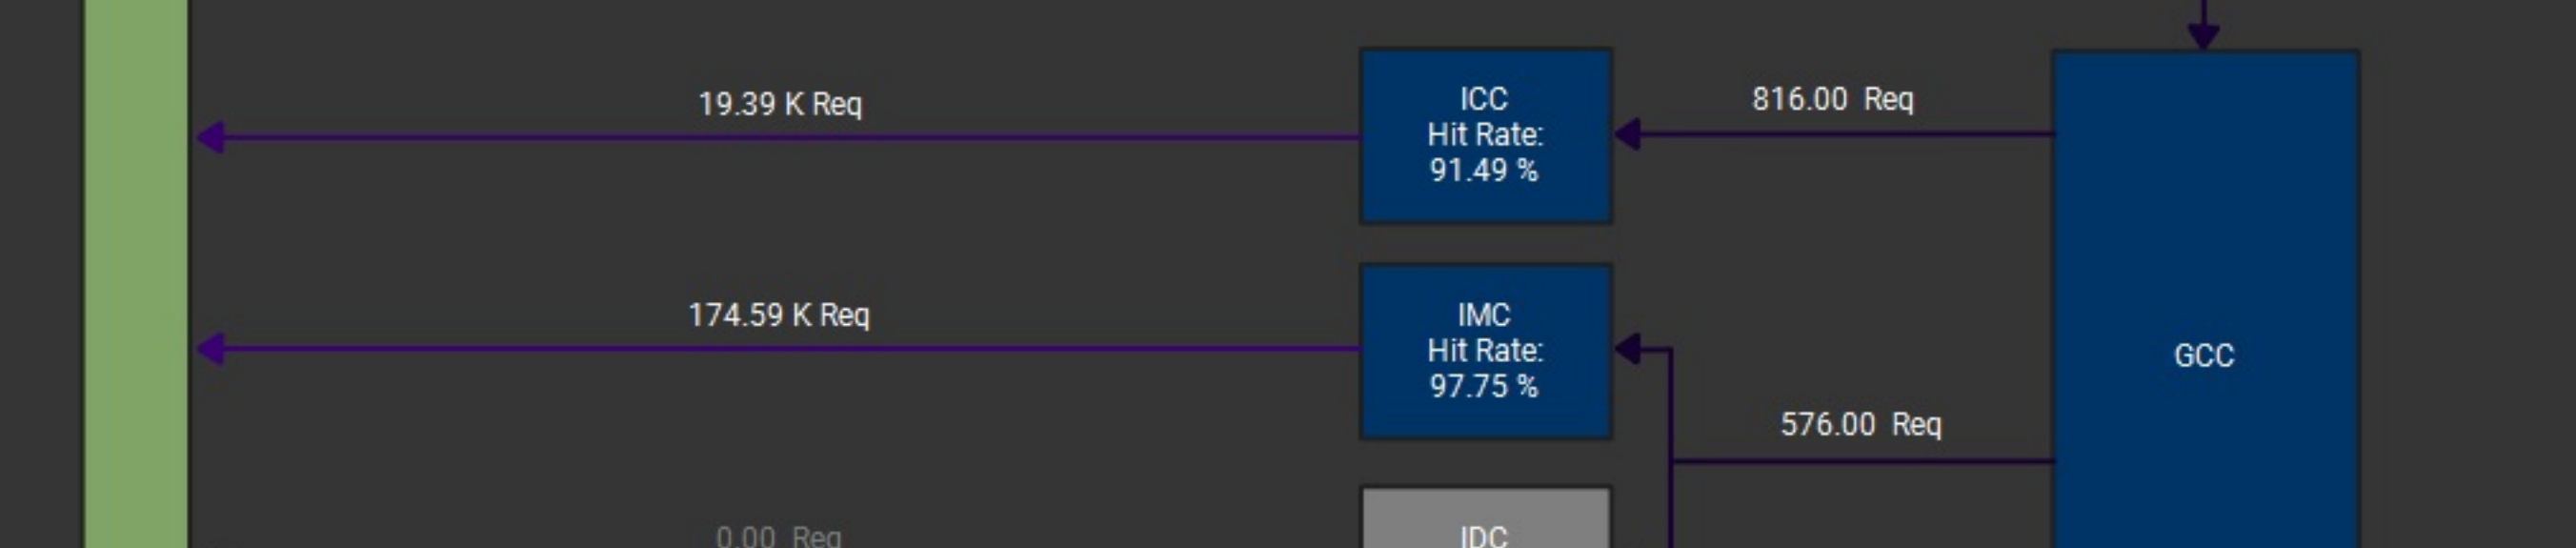 19.39 K Req
ICC
Hit Rate:
91.49 %
816.00 Req
174.59 K Req
IMC
Hit Rate:
97.75 %
GCC
576.00 Req
0.00 Req
IDC